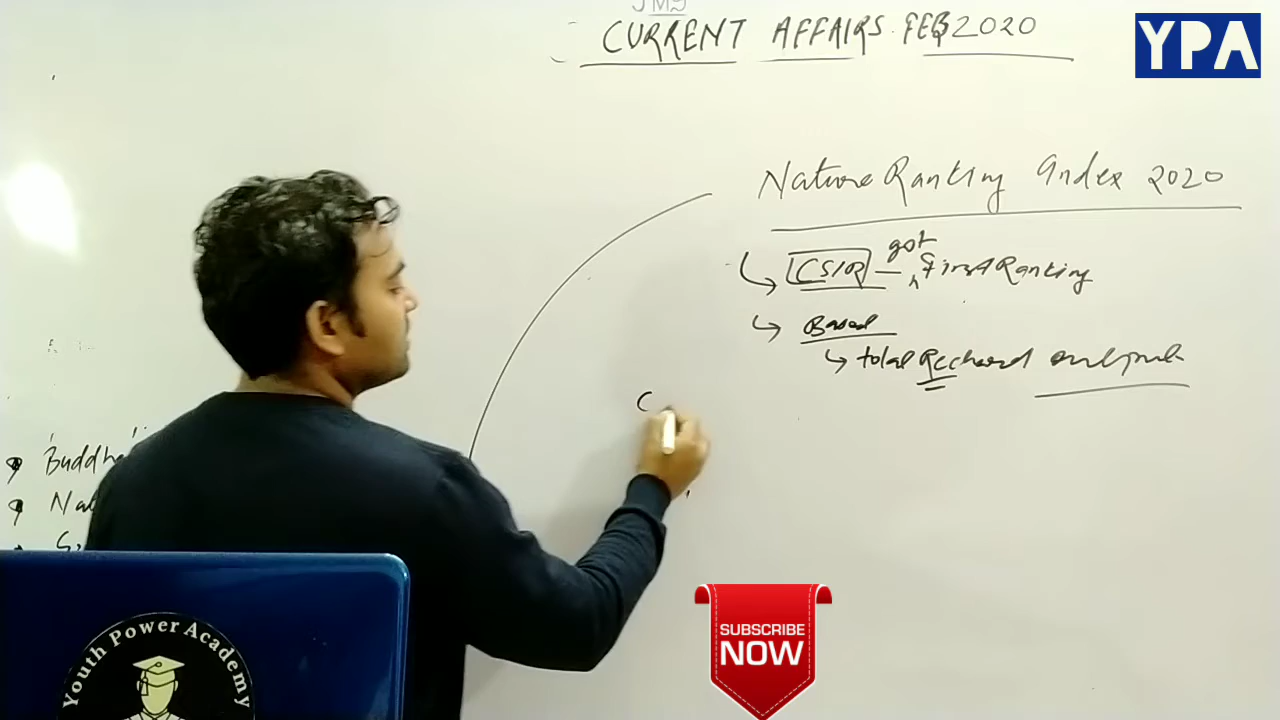 CURRENT AFFAIRS FEB 2020
YPA
Nature Ranking Index 2020
CSIR — got First Ranking
Based
total Research output
C
• Buddha
• Nat
Youth Power Academy
SUBSCRIBE
NOW